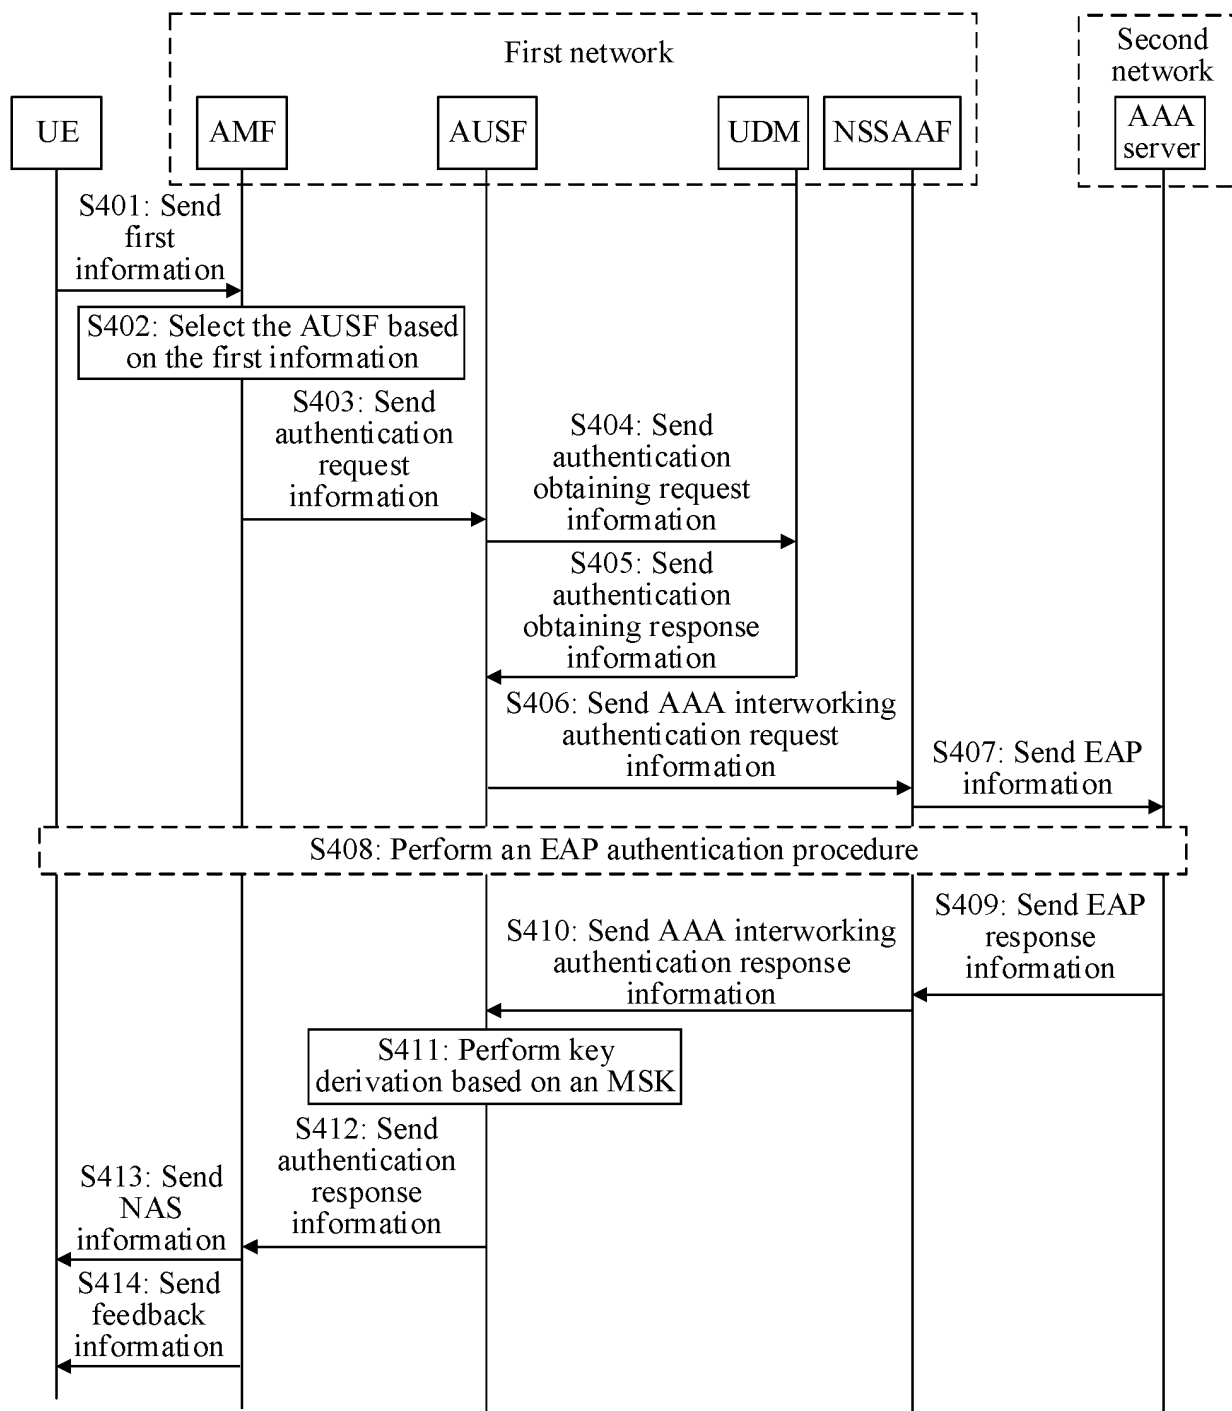 First network
Second
network
UE
AMF
AUSF
UDM
NSSAAF
AAA
server
S401: Send
first
information
S402: Select the AUSF based
on the first information
S403: Send
authentication
request
information
S404: Send
authentication
obtaining request
information
S405: Send
authentication
obtaining response
information
S406: Send AAA interworking
authentication request
information
S407: Send EAP
information
S408: Perform an EAP authentication procedure
S409: Send EAP
response
information
S410: Send AAA interworking
authentication response
information
S411: Perform key
derivation based on an MSK
S412: Send
authentication
response
information
S413: Send
NAS
information
S414: Send
feedback
information